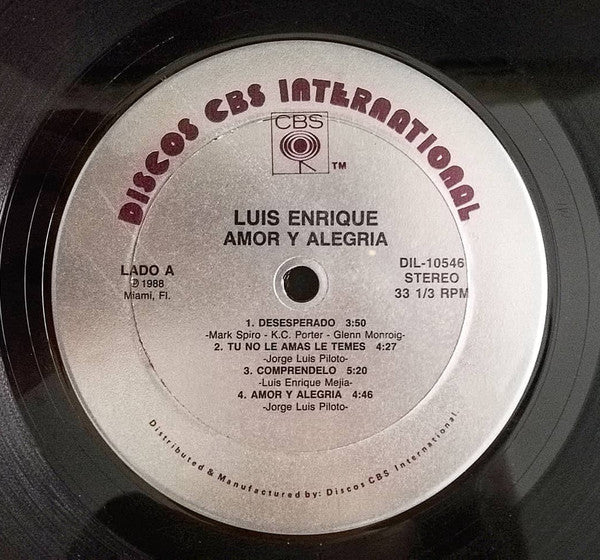 DISCOS CBS INTERNATIONAL
CBS
TM
LUIS ENRIQUE
AMOR Y ALEGRIA
LADO A
℗ 1988
Miami, Fl.
DIL-10546
STEREO
33 1/3 RPM
1. DESESPERADO 3:50
-Mark Spiro - K.C. Porter - Glenn Monroig-
2. TU NO LE AMAS LE TEMES 4:27
-Jorge Luis Piloto-
3. COMPRENDELO 5:20
-Luis Enrique Mejia-
4. AMOR Y ALEGRIA 4:46
-Jorge Luis Piloto-
Distributed & Manufactured by: Discos CBS International.